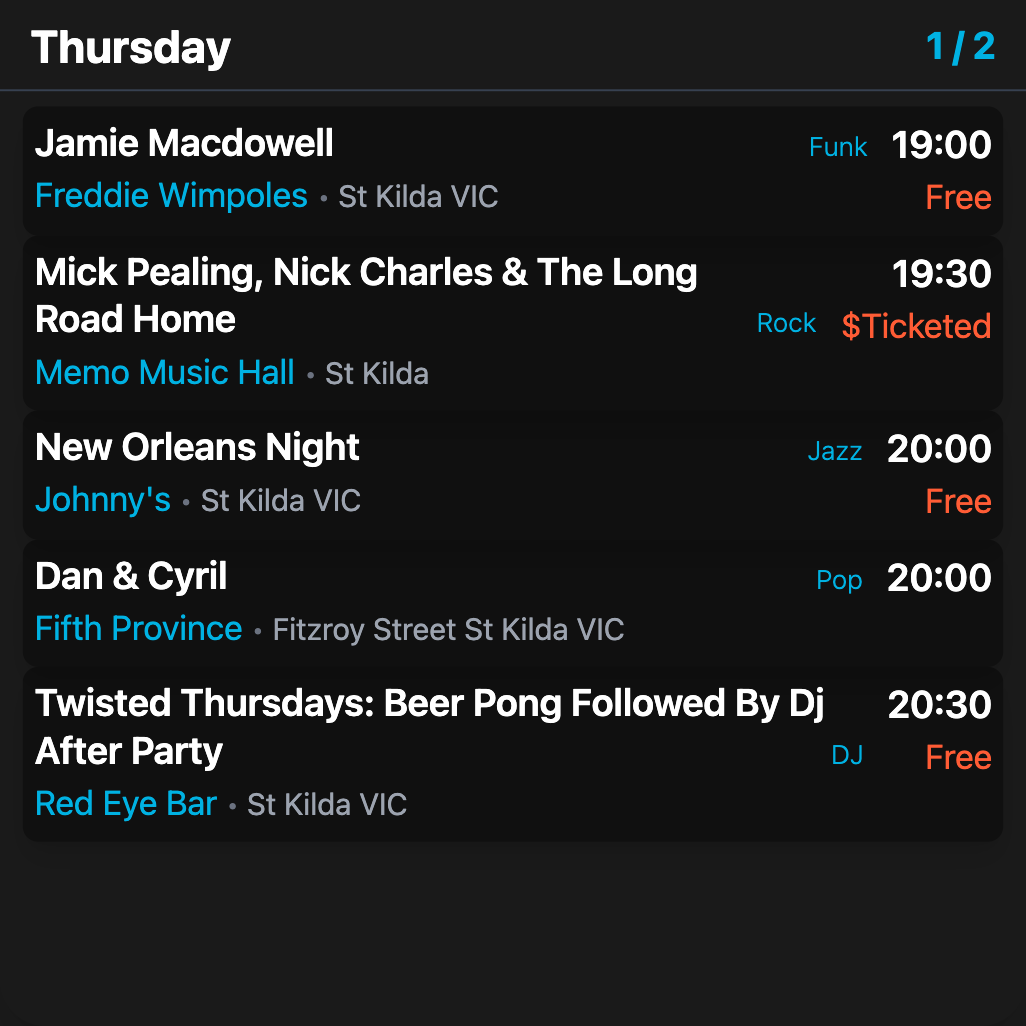 Thursday 1 / 2
Jamie Macdowell Funk 19:00
Freddie Wimpoles • St Kilda VIC Free
Mick Pealing, Nick Charles & The Long 19:30
Road Home Rock $Ticketed
Memo Music Hall • St Kilda
New Orleans Night Jazz 20:00
Johnny's • St Kilda VIC Free
Dan & Cyril Pop 20:00
Fifth Province • Fitzroy Street St Kilda VIC
Twisted Thursdays: Beer Pong Followed By Dj 20:30
After Party DJ Free
Red Eye Bar • St Kilda VIC